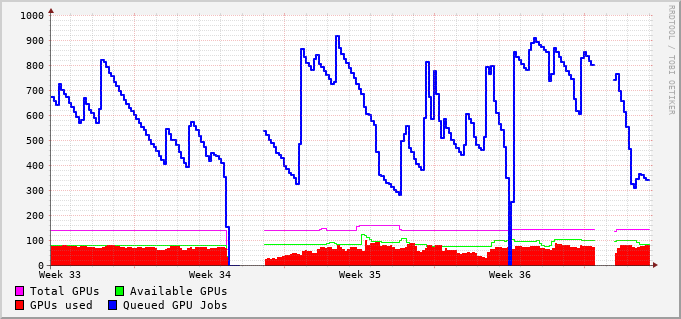 1000
900
800
700
600
500
400
300
200
100
0
Week 33 Week 34 Week 35 Week 36
Total GPUs Available GPUs
GPUs used Queued GPU Jobs
RRDTOOL / TOBI OETIKER